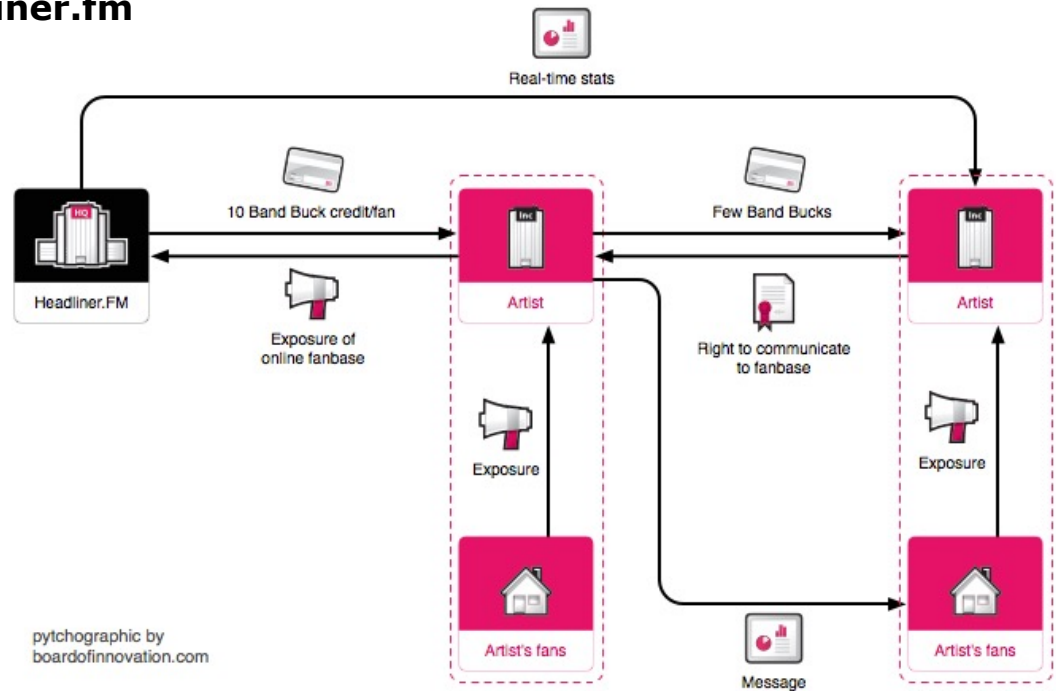 iner.fm
Real-time stats
10 Band Buck credit/fan
Few Band Bucks
HQ
Inc
Inc
Headliner.FM
Artist
Artist
Exposure of
online fanbase
Right to communicate
to fanbase
Exposure
Exposure
Artist's fans
Artist's fans
Message
pytchographic by
boardofinnovation.com